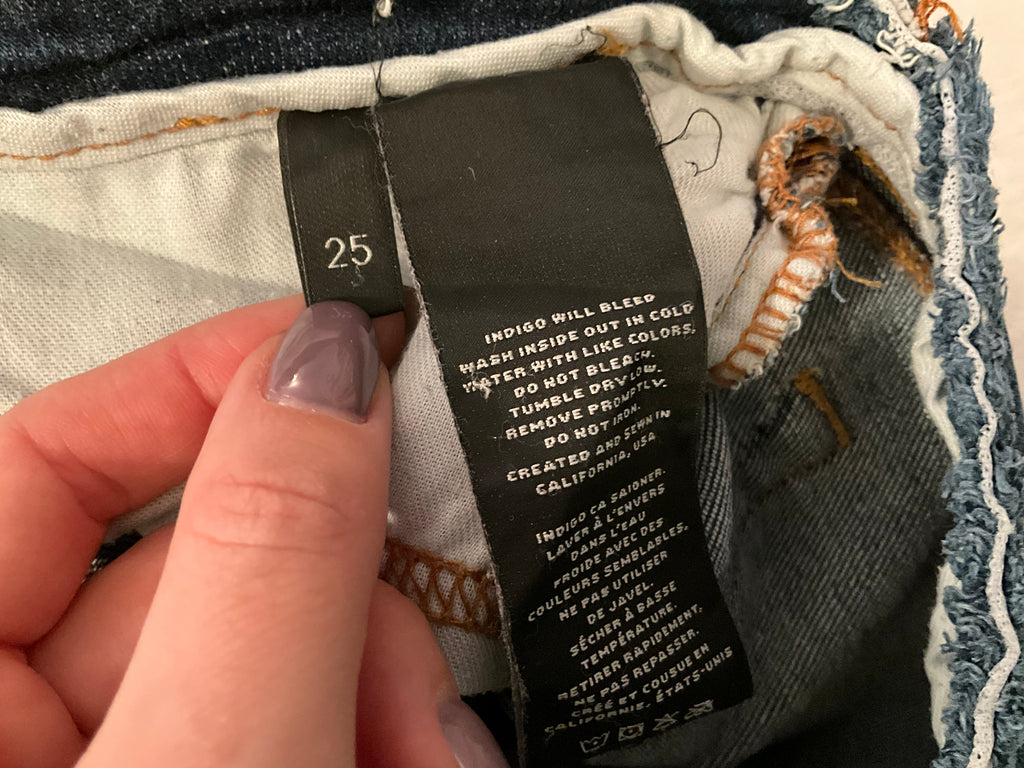 25
INDIGO WILL BLEED
WASH INSIDE OUT IN COLD
WATER WITH LIKE COLORS.
DO NOT BLEACH.
TUMBLE DRY LOW.
REMOVE PROMPTLY.
DO NOT IRON.
CREATED AND SEWN IN
CALIFORNIA, USA
INDIGO CA SAIGNER.
LAVER À L'ENVERS
DANS L'EAU
FROIDE AVEC DES
COULEURS SEMBLABLES.
NE PAS UTILISER
DE JAVEL.
SÉCHER À BASSE
TEMPÉRATURE.
RETIRER RAPIDEMENT.
NE PAS REPASSER.
CRÉÉ ET COUSUE EN
CALIFORNIE, ÉTATS-UNIS